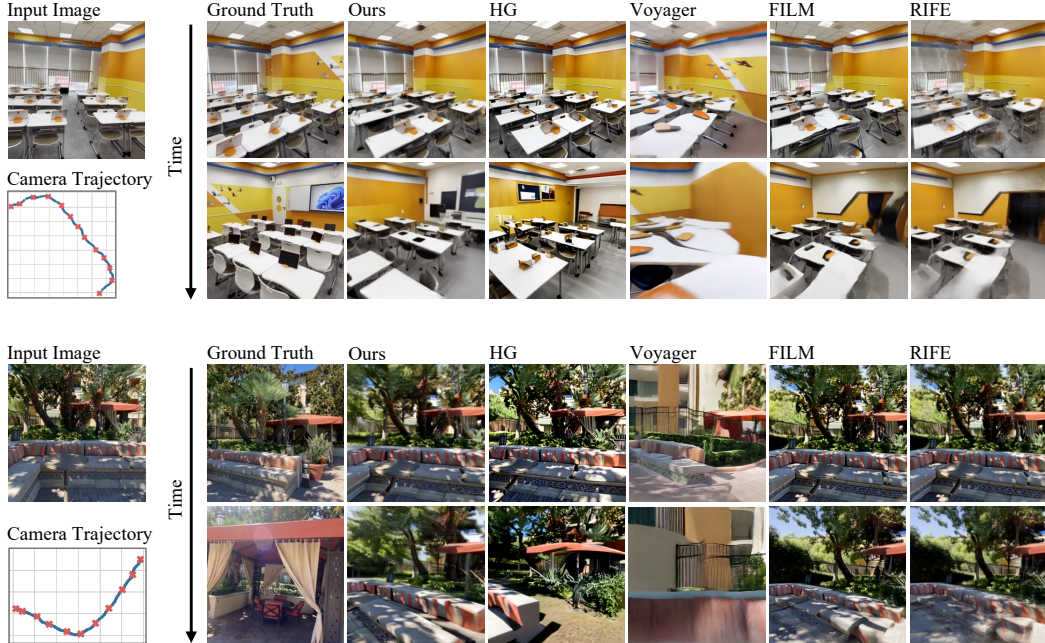 Input Image
Ground Truth
Ours
HG
Voyager
FILM
RIFE
Time
Camera Trajectory
Input Image
Ground Truth
Ours
HG
Voyager
FILM
RIFE
Time
Camera Trajectory